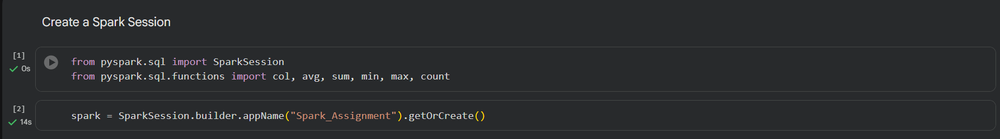 Create a Spark Session
[1]
0s
from pyspark.sql import SparkSession
from pyspark.sql.functions import col, avg, sum, min, max, count
[2]
14s
spark = SparkSession.builder.appName("Spark_Assignment").getOrCreate()